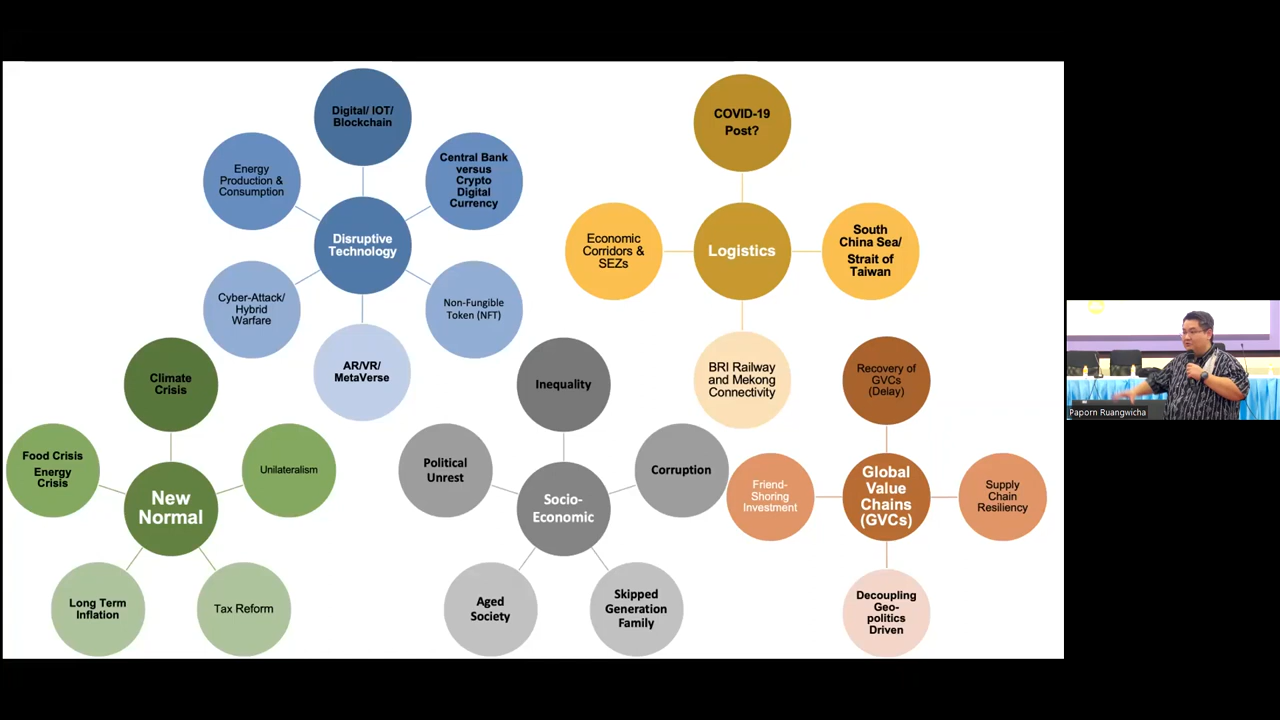 Digital/ IOT/
Blockchain
Energy
Production &
Consumption
Central Bank
versus
Crypto
Digital
Currency
Disruptive
Technology
Cyber-Attack/
Hybrid
Warfare
Non-Fungible
Token (NFT)
AR/VR/
MetaVerse
COVID-19
Post?
Economic
Corridors &
SEZs
Logistics
South
China Sea/
Strait of
Taiwan
BRI Railway
and Mekong
Connectivity
Climate
Crisis
Food Crisis
Energy
Crisis
Unilateralism
New
Normal
Long Term
Inflation
Tax Reform
Inequality
Political
Unrest
Corruption
Socio-
Economic
Aged
Society
Skipped
Generation
Family
Recovery of
GVCs
(Delay)
Friend-
Shoring
Investment
Global
Value
Chains
(GVCs)
Supply
Chain
Resiliency
Decoupling
Geo-
politics
Driven
Paporn Ruangwicha